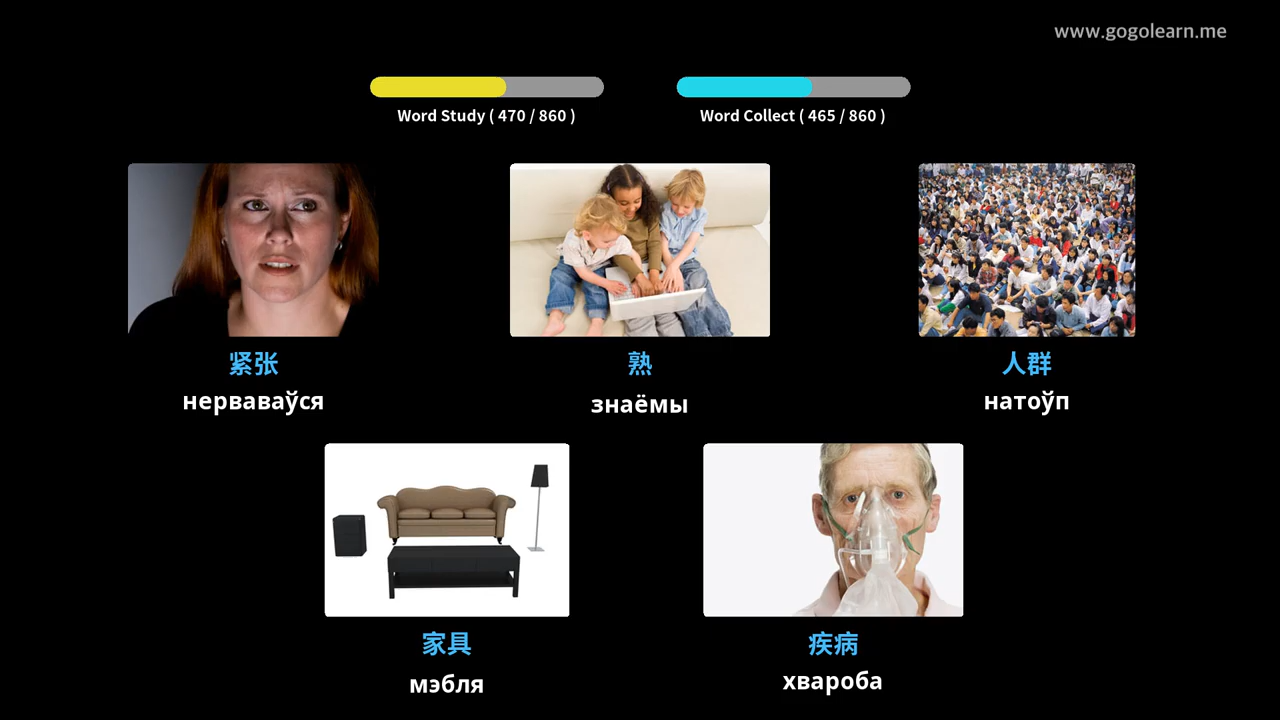 www.gogolearn.me
Word Study ( 470 / 860 )
Word Collect ( 465 / 860 )
紧张
нерваваўся
熟
знаёмы
人群
натоўп
家具
мэбля
疾病
хвароба